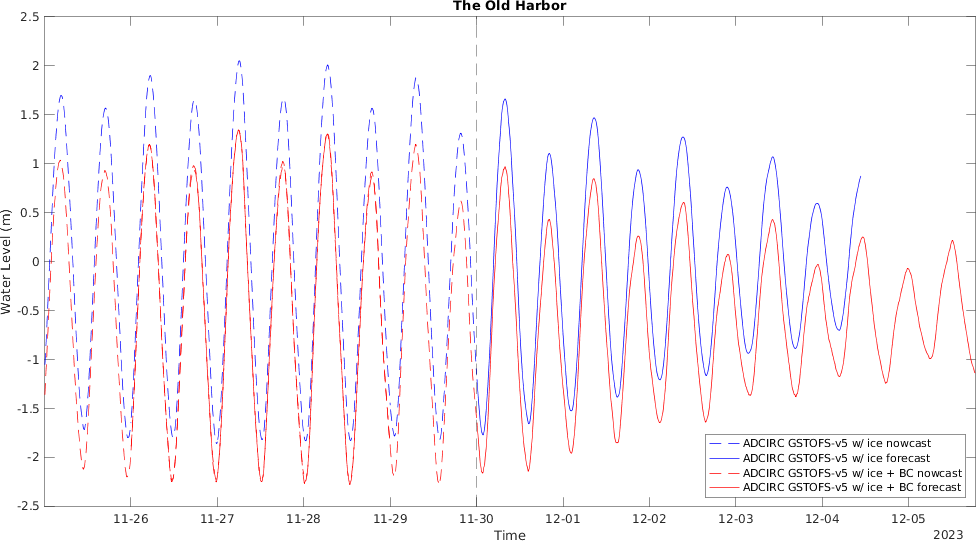 The Old Harbor
2.5
2
1.5
1
0.5
0
-0.5
-1
-1.5
-2
-2.5
Water Level (m)
ADCIRC GSTOFS-v5 w/ ice nowcast
ADCIRC GSTOFS-v5 w/ ice forecast
ADCIRC GSTOFS-v5 w/ ice + BC nowcast
ADCIRC GSTOFS-v5 w/ ice + BC forecast
11-26 11-27 11-28 11-29 11-30 12-01 12-02 12-03 12-04 12-05
Time
2023